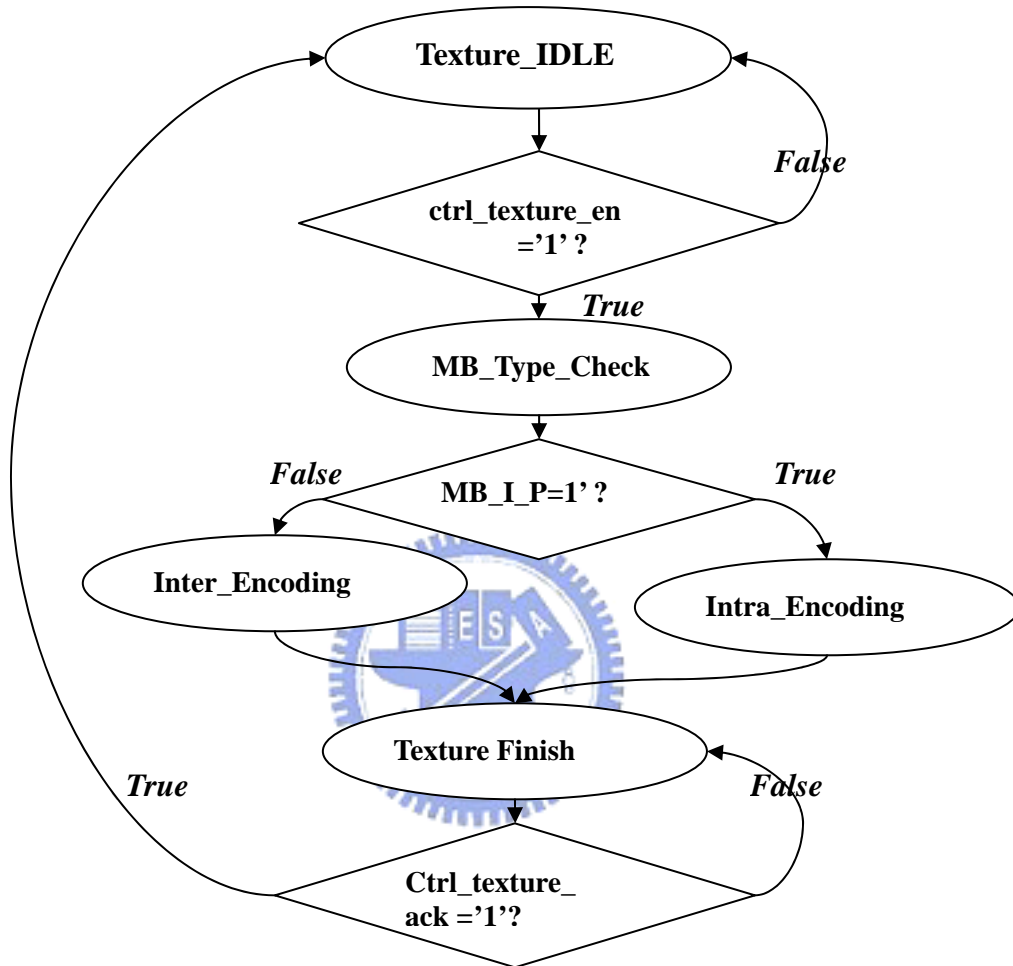 Texture_IDLE
False
ctrl_texture_en
='1' ?
True
MB_Type_Check
False
True
MB_I_P=1' ?
Inter_Encoding
Intra_Encoding
ESA
Texture Finish
True
False
Ctrl_texture_
ack ='1'?